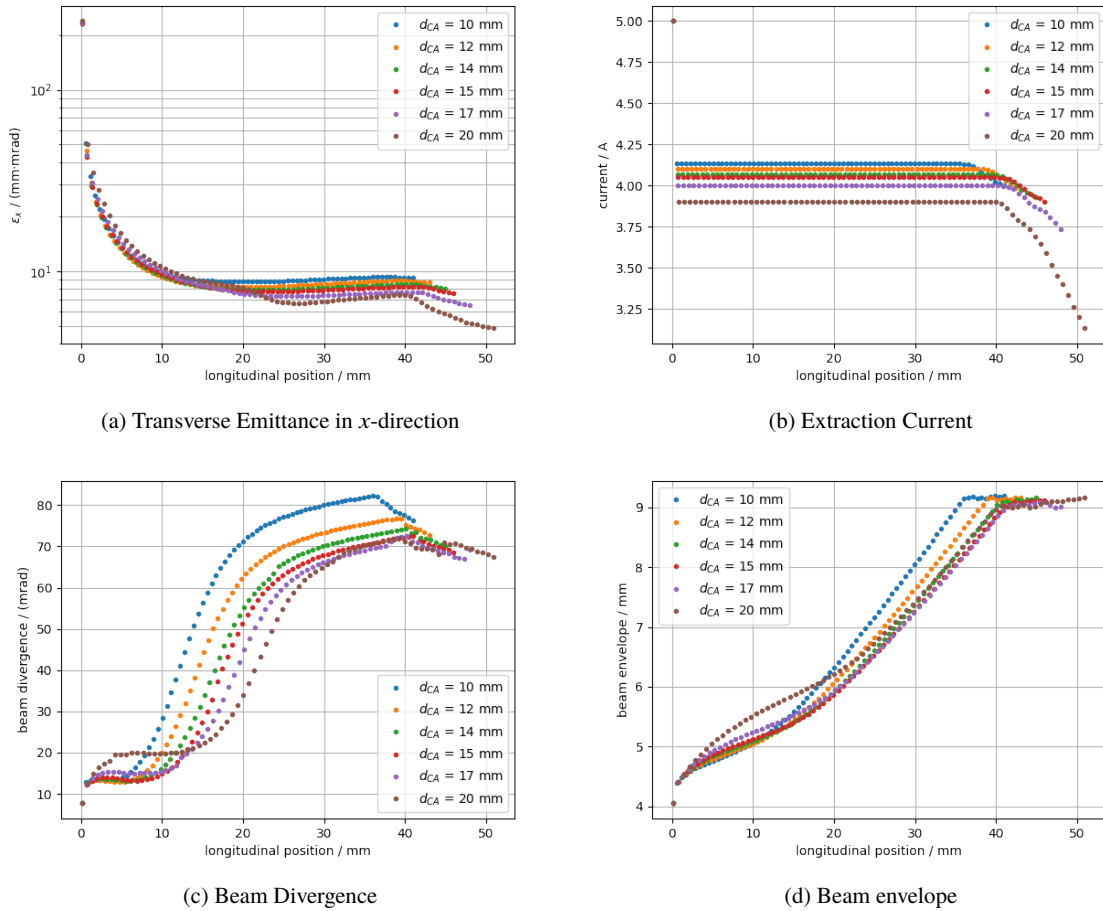 10²
10¹
ε_x / (mm·mrad)
0 10 20 30 40 50
longitudinal position / mm
d_CA = 10 mm
d_CA = 12 mm
d_CA = 14 mm
d_CA = 15 mm
d_CA = 17 mm
d_CA = 20 mm
(a) Transverse Emittance in x-direction
5.00
4.75
4.50
4.25
4.00
3.75
3.50
3.25
current / A
0 10 20 30 40 50
longitudinal position / mm
d_CA = 10 mm
d_CA = 12 mm
d_CA = 14 mm
d_CA = 15 mm
d_CA = 17 mm
d_CA = 20 mm
(b) Extraction Current
80
70
60
50
40
30
20
10
beam divergence / (mrad)
0 10 20 30 40 50
longitudinal position / mm
d_CA = 10 mm
d_CA = 12 mm
d_CA = 14 mm
d_CA = 15 mm
d_CA = 17 mm
d_CA = 20 mm
(c) Beam Divergence
9
8
7
6
5
4
beam envelope / mm
0 10 20 30 40 50
longitudinal position / mm
d_CA = 10 mm
d_CA = 12 mm
d_CA = 14 mm
d_CA = 15 mm
d_CA = 17 mm
d_CA = 20 mm
(d) Beam envelope